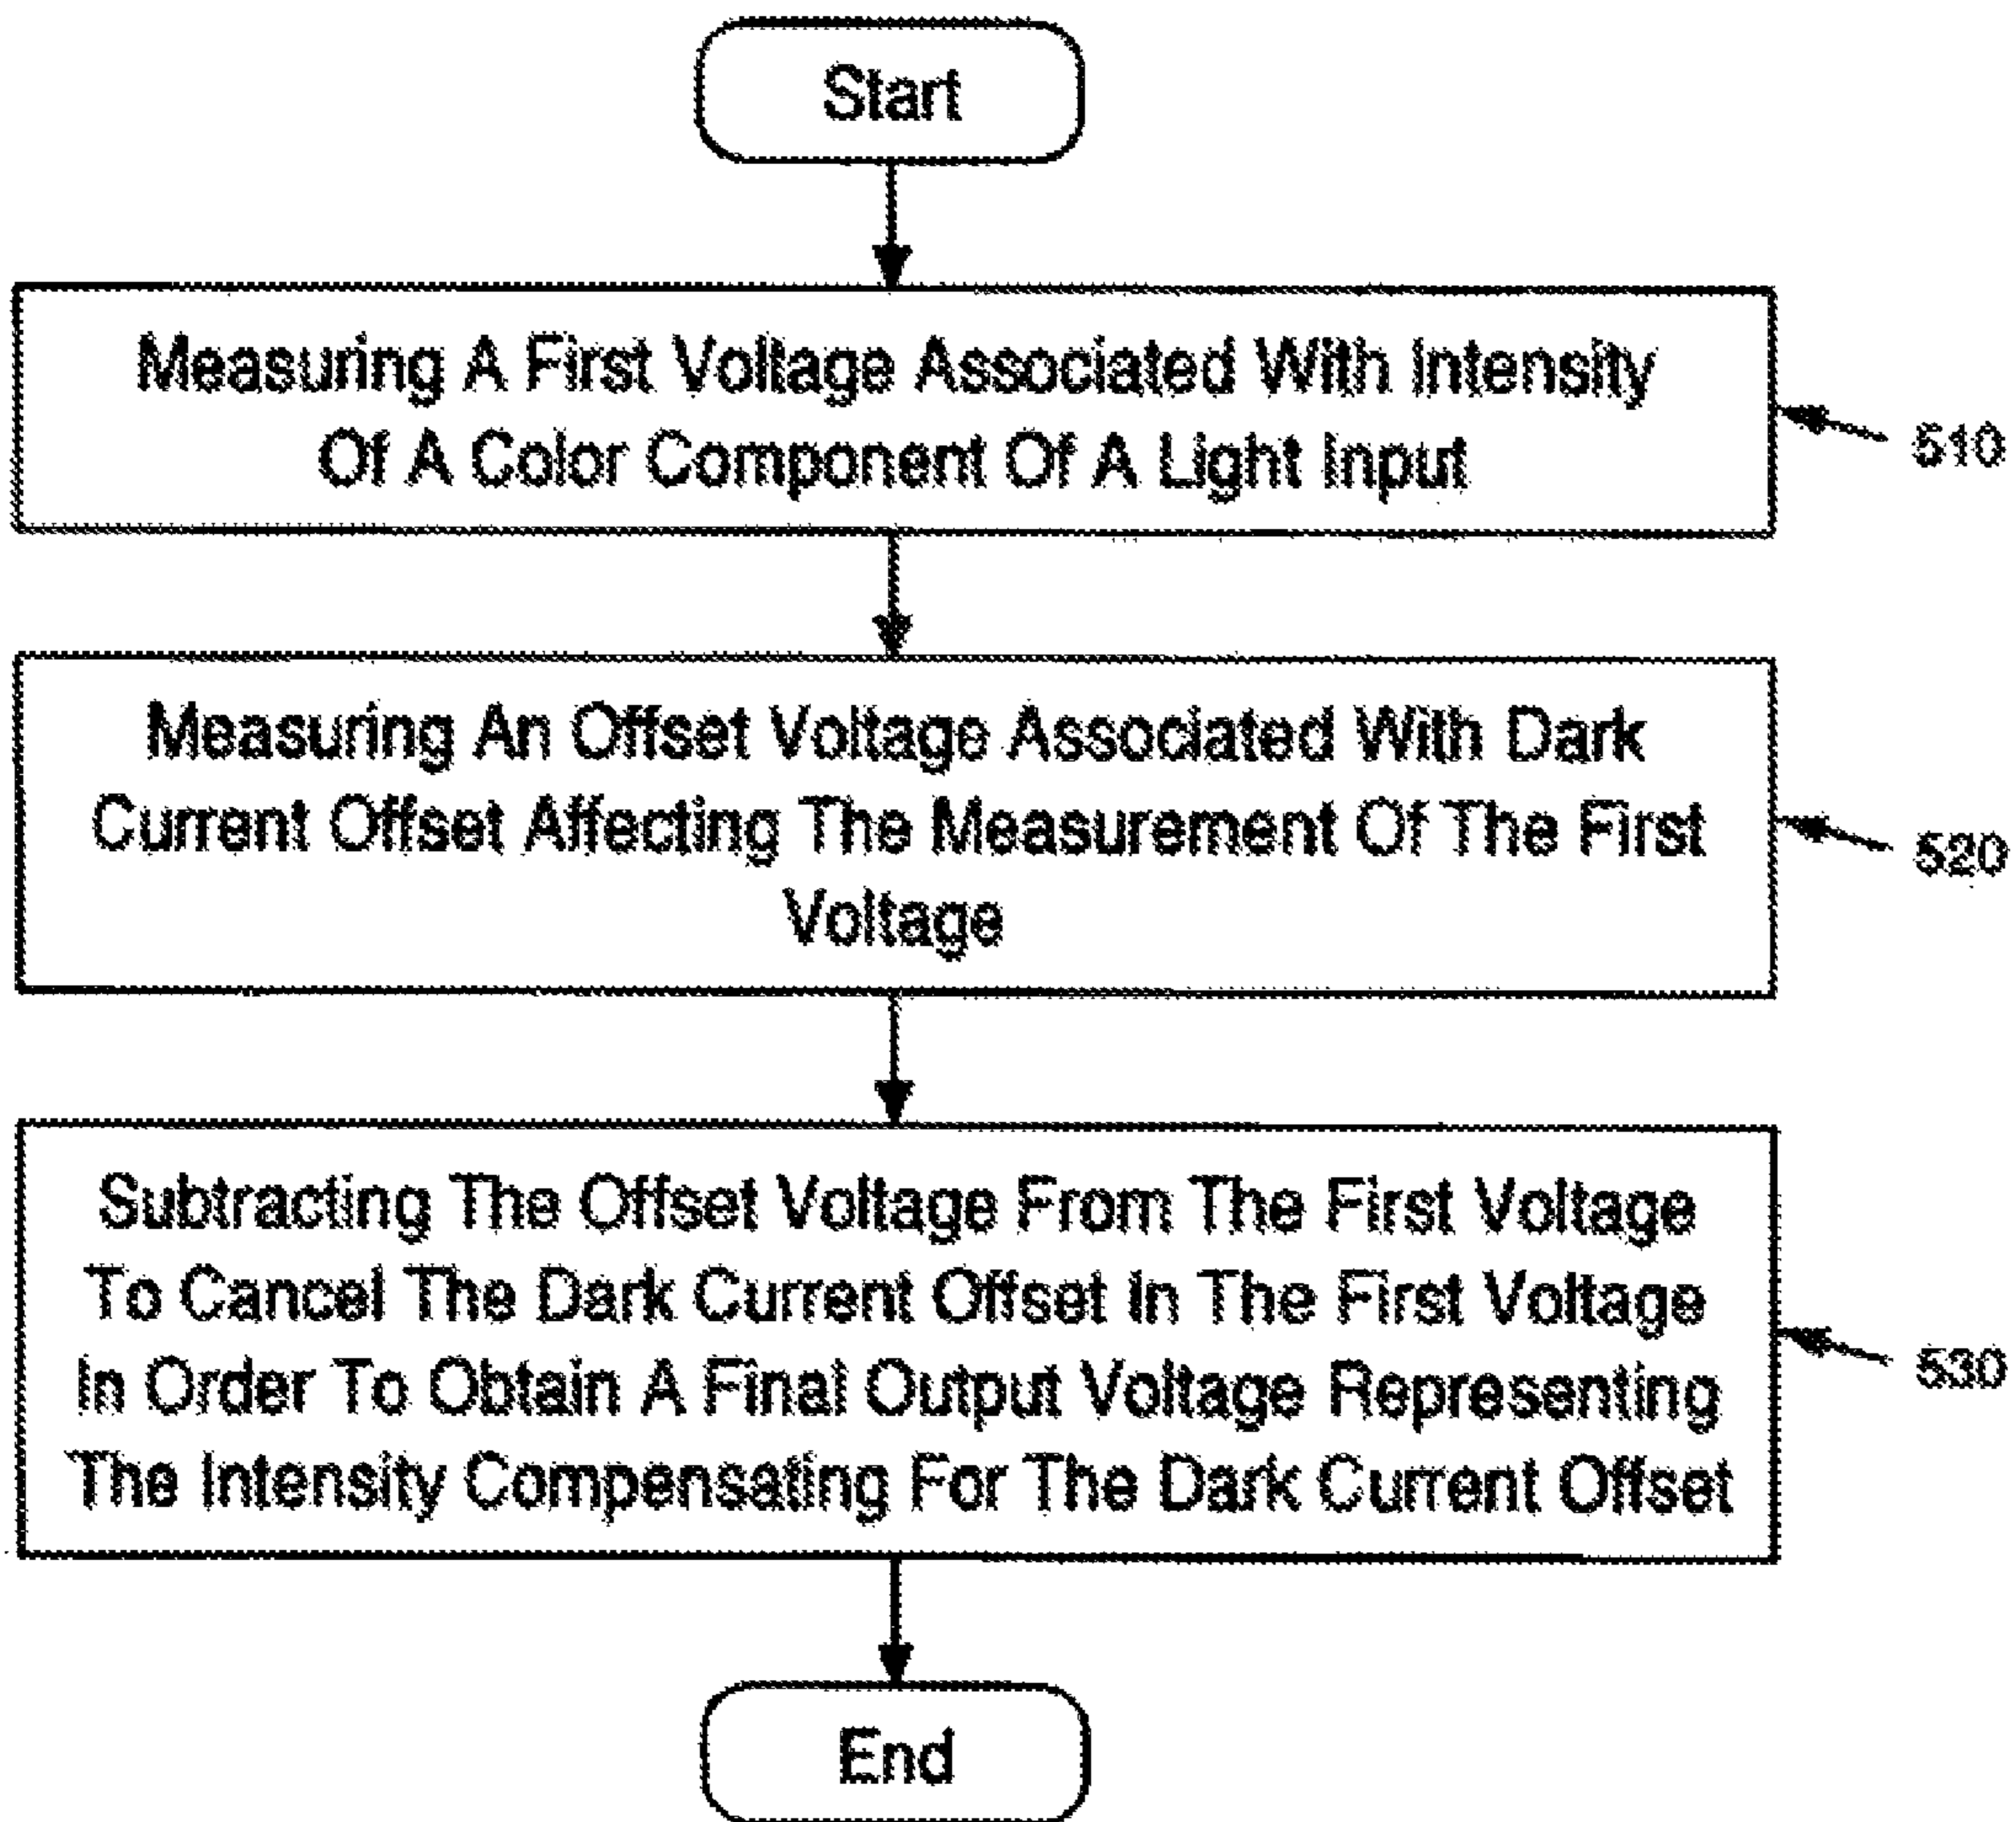 Start
Measuring A First Voltage Associated With Intensity
Of A Color Component Of A Light Input
510
Measuring An Offset Voltage Associated With Dark
Current Offset Affecting The Measurement Of The First
Voltage
520
Subtracting The Offset Voltage From The First Voltage
To Cancel The Dark Current Offset In The First Voltage
In Order To Obtain A Final Output Voltage Representing
The Intensity Compensating For The Dark Current Offset
530
End